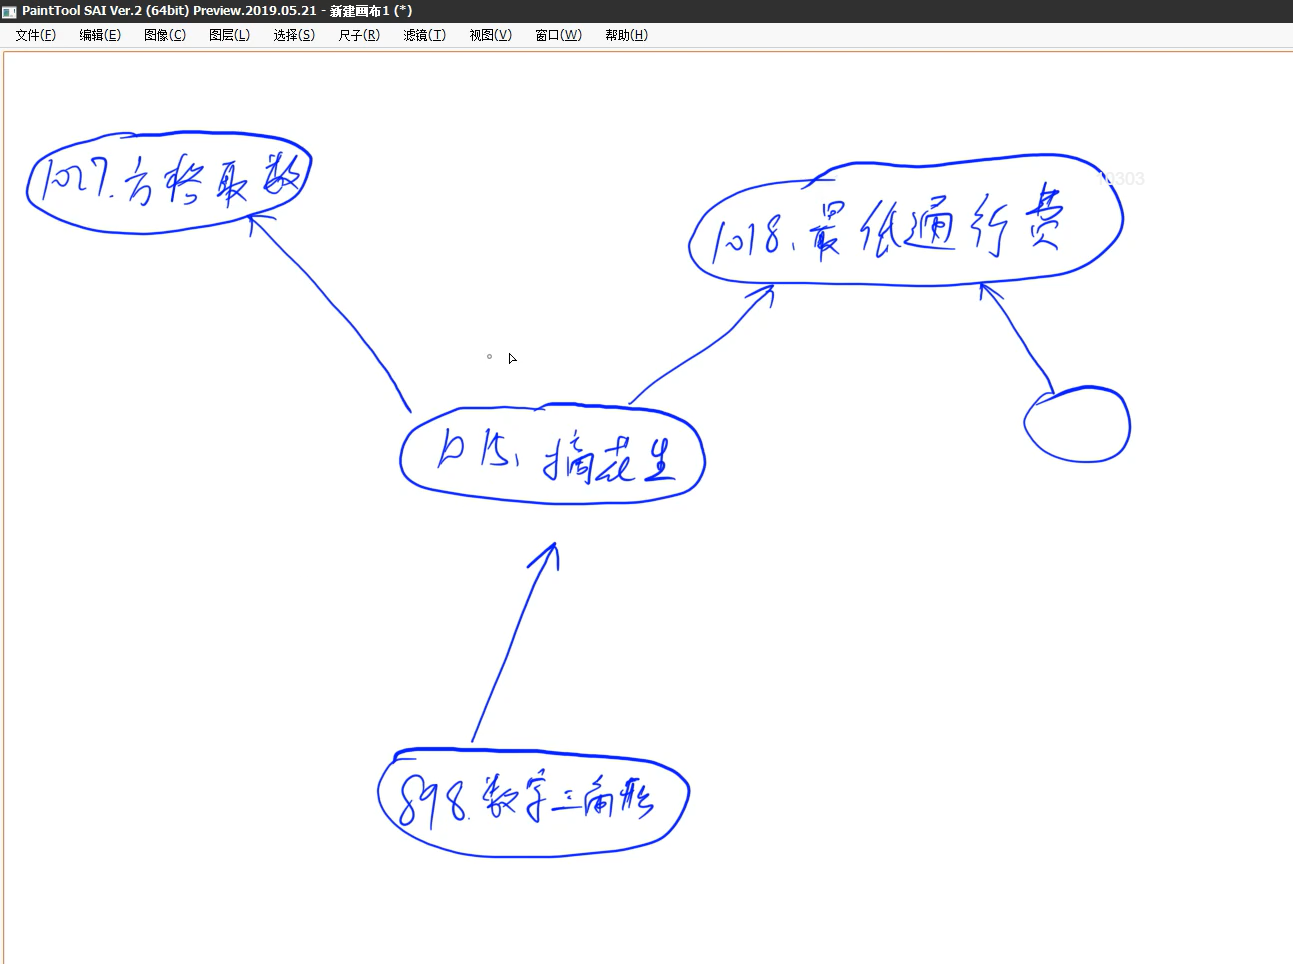 PaintTool SAI Ver.2 (64bit) Preview.2019.05.21 - 新建画布1 (*)
文件(F) 编辑(E) 图像(C) 图层(L) 选择(S) 尺子(R) 滤镜(T) 视图(V) 窗口(W) 帮助(H)
1027.方格取数
1018、最低通行费
1015、摘花生
898.数字三角形